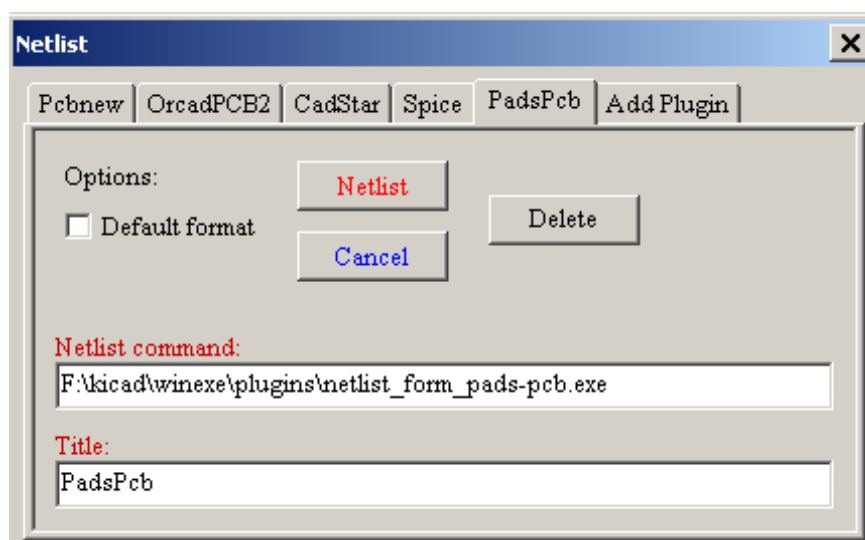 Netlist
Pcbnew OrcadPCB2 CadStar Spice PadsPcb Add Plugin
Options:
Netlist
Default format
Delete
Cancel
Netlist command:
F:\kicad\winexe\plugins\netlist_form_pads-pcb.exe
Title:
PadsPcb